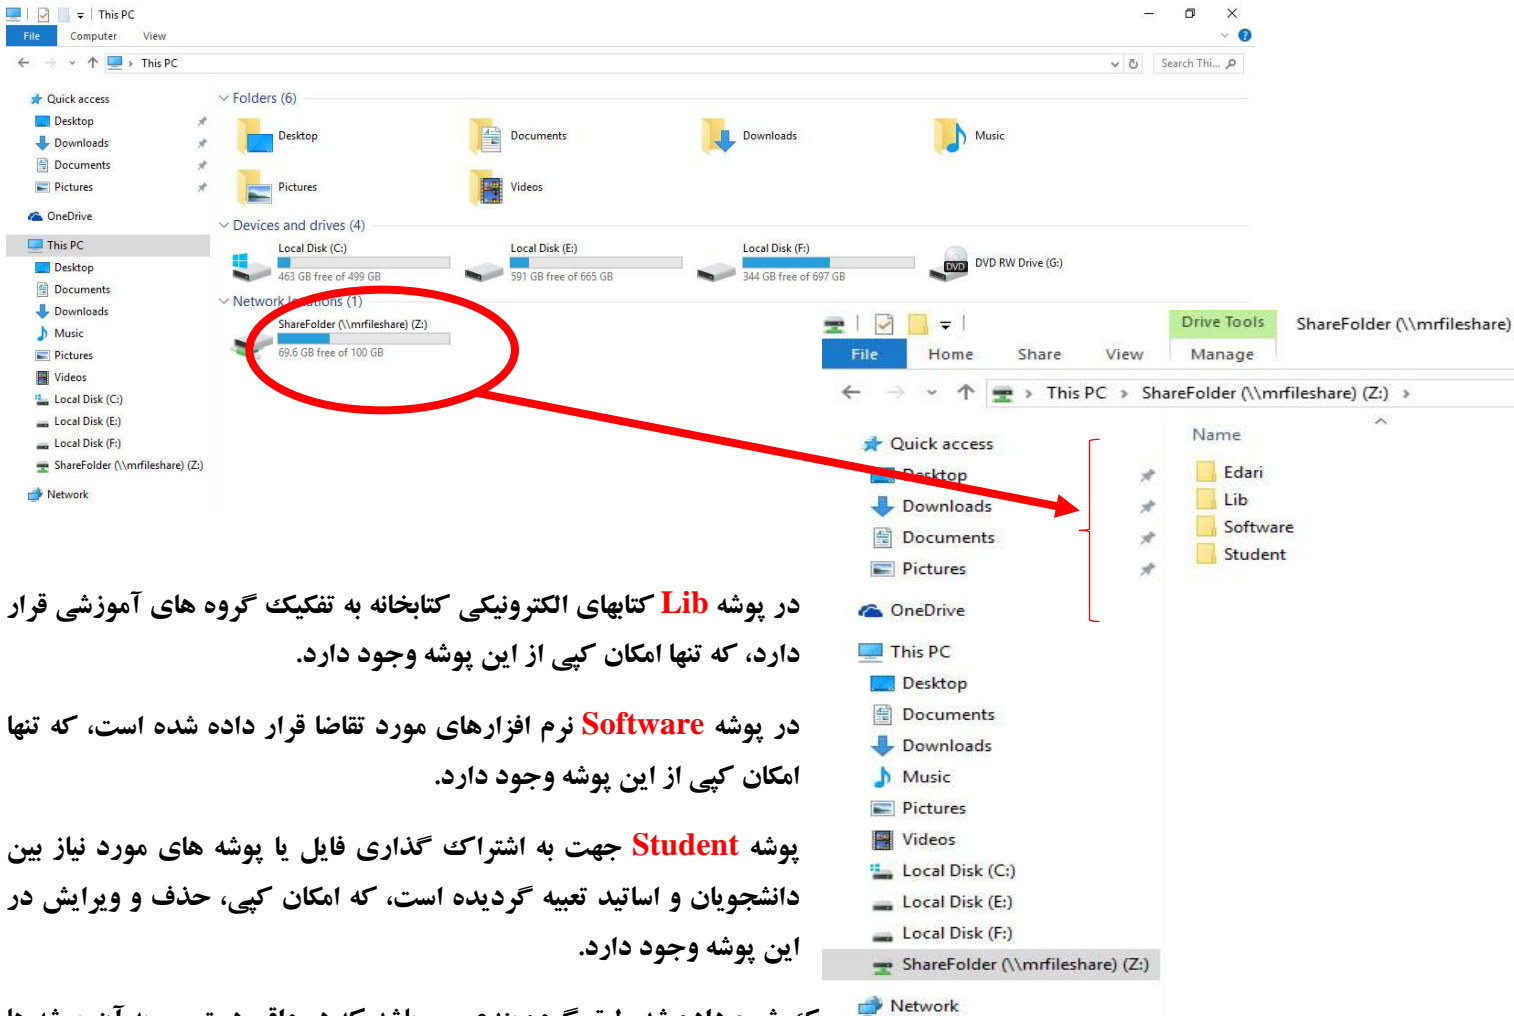 This PC
File Computer View
This PC
Search Thi...
Quick access
Desktop
Downloads
Documents
Pictures
OneDrive
This PC
Desktop
Documents
Downloads
Music
Pictures
Videos
Local Disk (C:)
Local Disk (E:)
Local Disk (F:)
ShareFolder (\\mrfileshare) (Z:)
Network
Folders (6)
Desktop Documents Downloads Music
Pictures Videos
Devices and drives (4)
Local Disk (C:) Local Disk (E:) Local Disk (F:) DVD RW Drive (G:)
463 GB free of 499 GB 591 GB free of 665 GB 344 GB free of 697 GB
Network locations (1)
ShareFolder (\\mrfileshare) (Z:)
69.6 GB free of 100 GB
Drive Tools ShareFolder (\\mrfileshare)
File Home Share View Manage
This PC ShareFolder (\\mrfileshare) (Z:)
Quick access
Desktop
Downloads
Documents
Pictures
OneDrive
This PC
Desktop
Documents
Downloads
Music
Pictures
Videos
Local Disk (C:)
Local Disk (E:)
Local Disk (F:)
ShareFolder (\\mrfileshare) (Z:)
Network
Name
Edari
Lib
Software
Student
در پوشه Lib کتابهای الکترونیکی کتابخانه به تفکیک گروه های آموزشی قرار
دارد، که تنها امکان کپی از این پوشه وجود دارد.
در پوشه Software نرم افزارهای مورد تقاضا قرار داده شده است، که تنها
امکان کپی از این پوشه وجود دارد.
پوشه Student جهت به اشتراک گذاری فایل یا پوشه های مورد نیاز بین
دانشجویان و اساتید تعبیه گردیده است، که امکان کپی، حذف و ویرایش در
این پوشه وجود دارد.